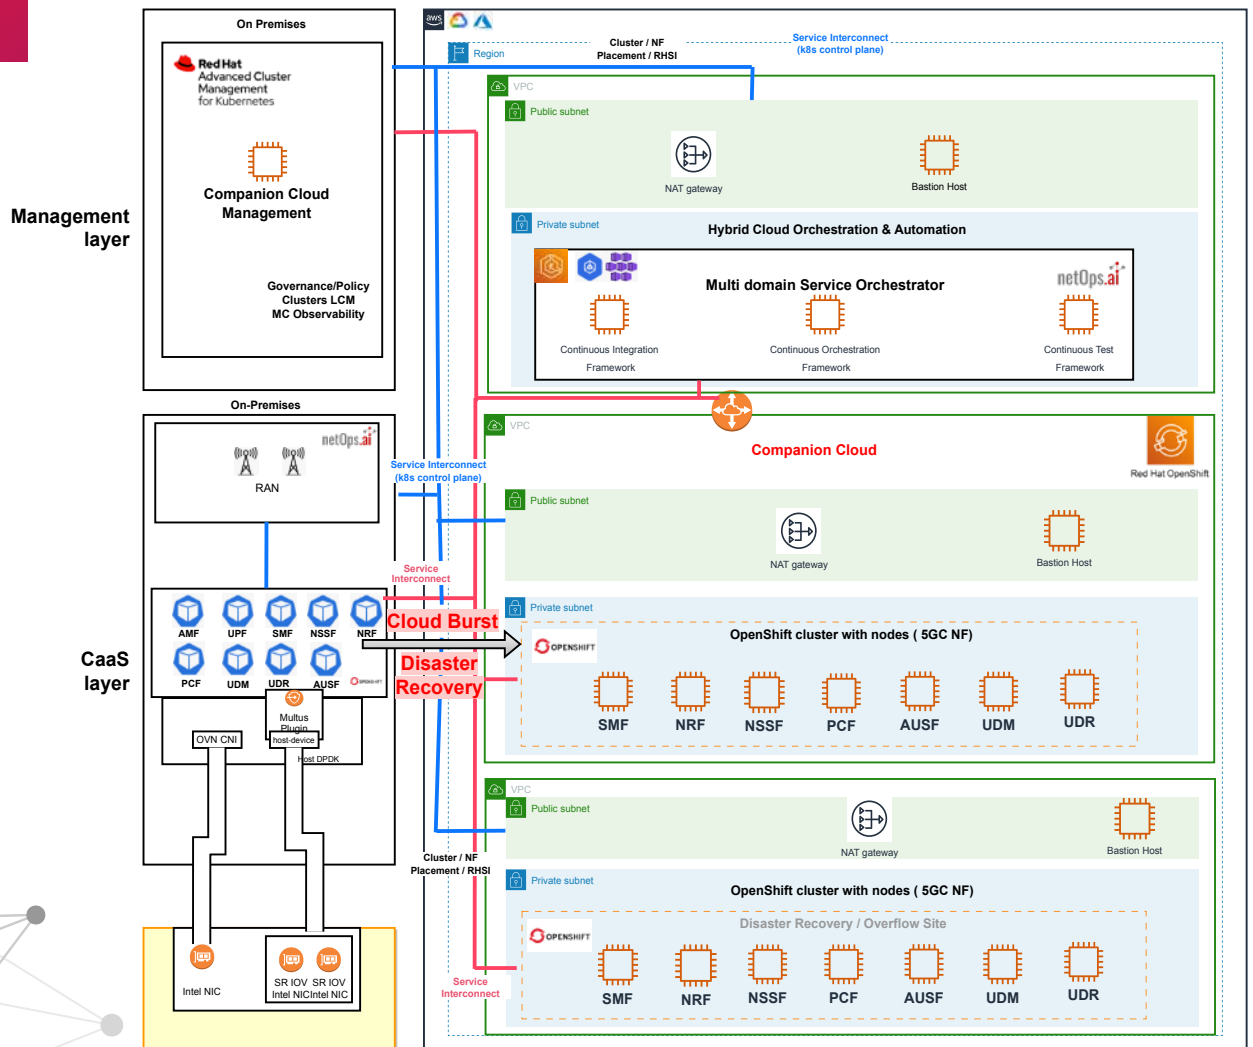 On Premises
Red Hat
Advanced Cluster
Management
for Kubernetes
Companion Cloud
Management
Governance/Policy
Clusters LCM
MC Observability
Management
layer
aws
Region
Cluster / NF
Placement / RHSI
Service Interconnect
(k8s control plane)
VPC
Public subnet
NAT gateway
Bastion Host
Private subnet
Hybrid Cloud Orchestration & Automation
Multi domain Service Orchestrator
netOps.ai
Continuous Integration
Framework
Continuous Orchestration
Framework
Continuous Test
Framework
On-Premises
netOps.ai
RAN
Service Interconnect
(k8s control plane)
VPC
Companion Cloud
Red Hat OpenShift
Public subnet
NAT gateway
Bastion Host
Service
Interconnect
AMF
UPF
SMF
NSSF
NRF
PCF
UDM
UDR
AUSF
OPENSHIFT
CaaS
layer
Cloud Burst
Disaster
Recovery
Private subnet
OpenShift cluster with nodes ( 5GC NF)
OPENSHIFT
SMF
NRF
NSSF
PCF
AUSF
UDM
UDR
Multus
Plugin
OVN CNI
host-device
Host DPDK
VPC
Public subnet
NAT gateway
Bastion Host
Cluster / NF
Placement / RHSI
Private subnet
OpenShift cluster with nodes ( 5GC NF)
Disaster Recovery / Overflow Site
OPENSHIFT
SMF
NRF
NSSF
PCF
AUSF
UDM
UDR
Service
Interconnect
Intel NIC
SR IOV
Intel NIC
SR IOV
Intel NIC